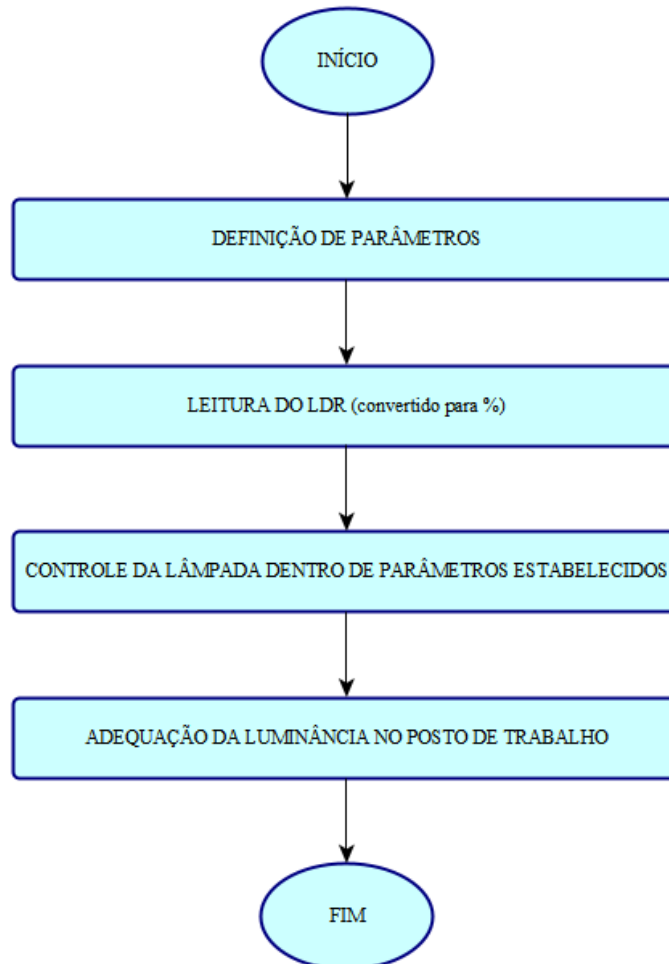 INÍCIO
DEFINIÇÃO DE PARÂMETROS
LEITURA DO LDR (convertido para %)
CONTROLE DA LÂMPADA DENTRO DE PARÂMETROS ESTABELECIDOS
ADEQUAÇÃO DA LUMINÂNCIA NO POSTO DE TRABALHO
FIM